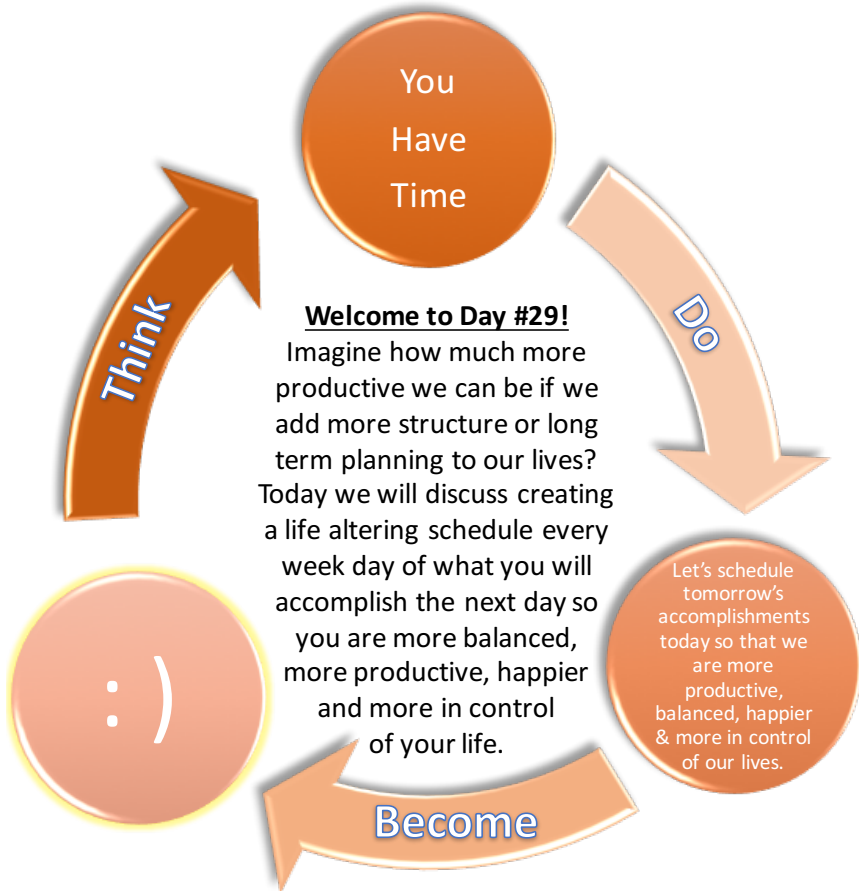 You
Have
Time
Think
Do
Welcome to Day #29!
Imagine how much more
productive we can be if we
add more structure or long
term planning to our lives?
Today we will discuss creating
a life altering schedule every
week day of what you will
accomplish the next day so
you are more balanced,
more productive, happier
and more in control
of your life.
Let’s schedule
tomorrow’s
accomplishments
today so that we
are more
productive,
balanced, happier
& more in control
of our lives.
: )
Become